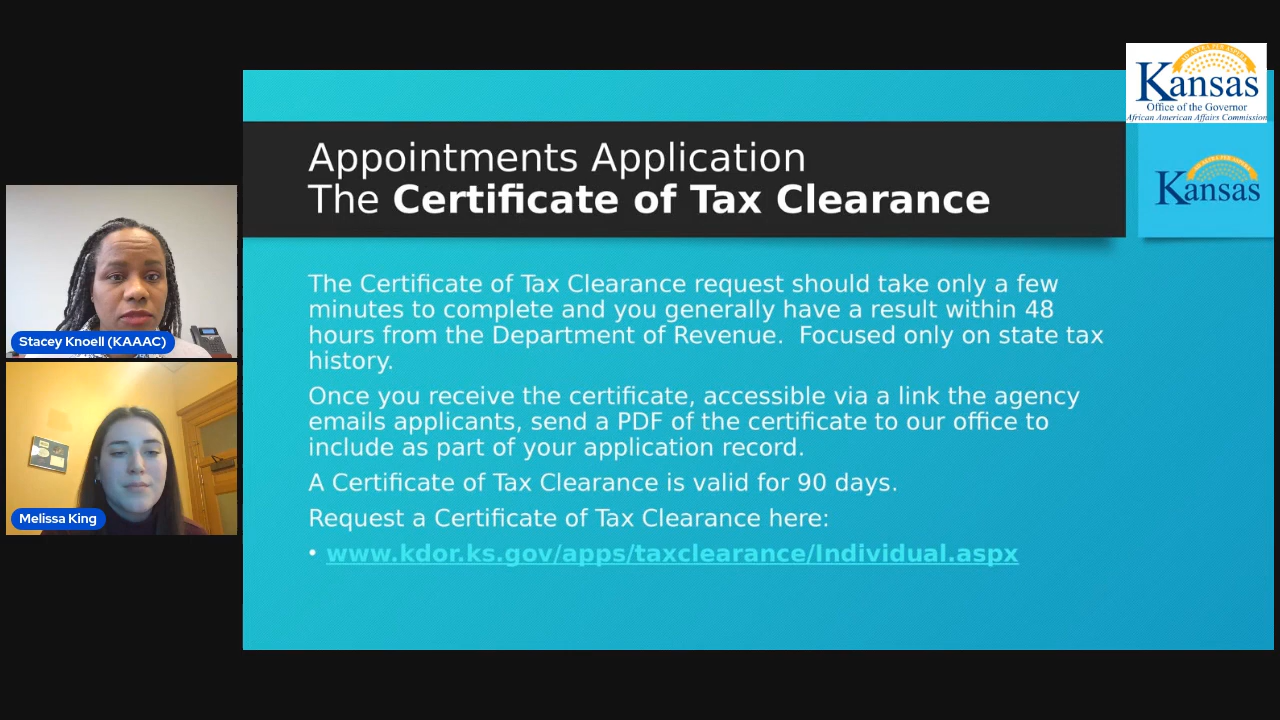 Kansas
Office of the Governor
African American Affairs Commission
Appointments Application
The Certificate of Tax Clearance
Kansas
The Certificate of Tax Clearance request should take only a few
minutes to complete and you generally have a result within 48
hours from the Department of Revenue.  Focused only on state tax
history.
Once you receive the certificate, accessible via a link the agency
emails applicants, send a PDF of the certificate to our office to
include as part of your application record.
A Certificate of Tax Clearance is valid for 90 days.
Request a Certificate of Tax Clearance here:
• www.kdor.ks.gov/apps/taxclearance/Individual.aspx
Stacey Knoell (KAAAC)
Melissa King